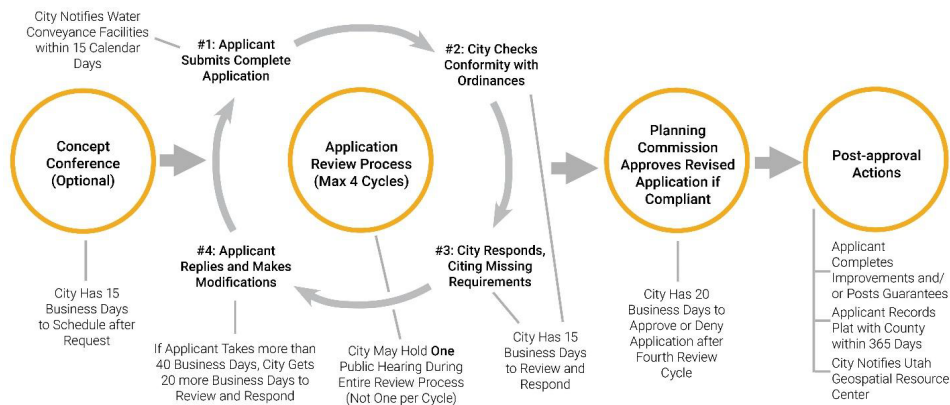 City Notifies Water
Conveyance Facilities
within 15 Calendar
Days
#1: Applicant
Submits Complete
Application
#2: City Checks
Conformity with
Ordinances
Concept
Conference
(Optional)
Application
Review Process
(Max 4 Cycles)
Planning
Commission
Approves Revised
Application if
Compliant
Post-approval
Actions
#4: Applicant
Replies and Makes
Modifications
#3: City Responds,
Citing Missing
Requirements
City Has 15
Business Days
to Schedule after
Request
If Applicant Takes more than
40 Business Days, City Gets
20 more Business Days to
Review and Respond
City May Hold One
Public Hearing During
Entire Review Process
(Not One per Cycle)
City Has 15
Business Days
to Review and
Respond
City Has 20
Business Days to
Approve or Deny
Application after
Fourth Review
Cycle
Applicant
Completes
Improvements and/
or Posts Guarantees
Applicant Records
Plat with County
within 365 Days
City Notifies Utah
Geospatial Resource
Center